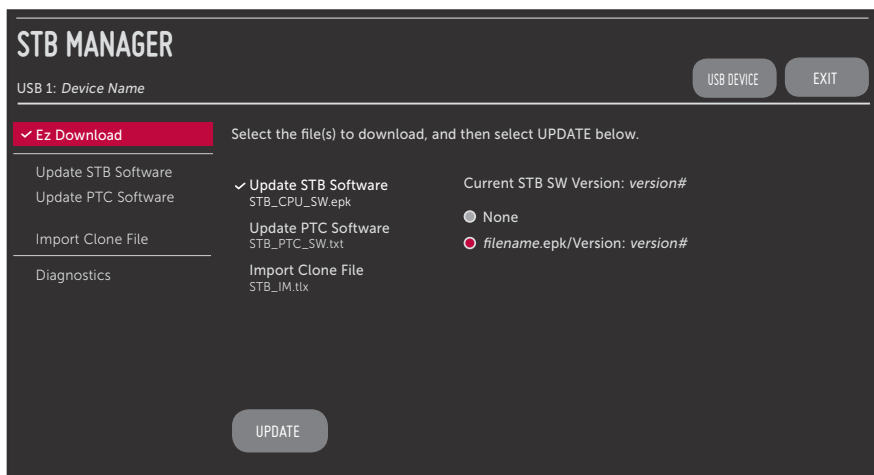 STB MANAGER
USB 1: Device Name
USB DEVICE
EXIT
Ez Download
Update STB Software
Update PTC Software
Import Clone File
Diagnostics
Select the file(s) to download, and then select UPDATE below.
Update STB Software
STB_CPU_SW.epk
Update PTC Software
STB_PTC_SW.txt
Import Clone File
STB_IM.tlx
Current STB SW Version: version#
None
filename.epk/Version: version#
UPDATE